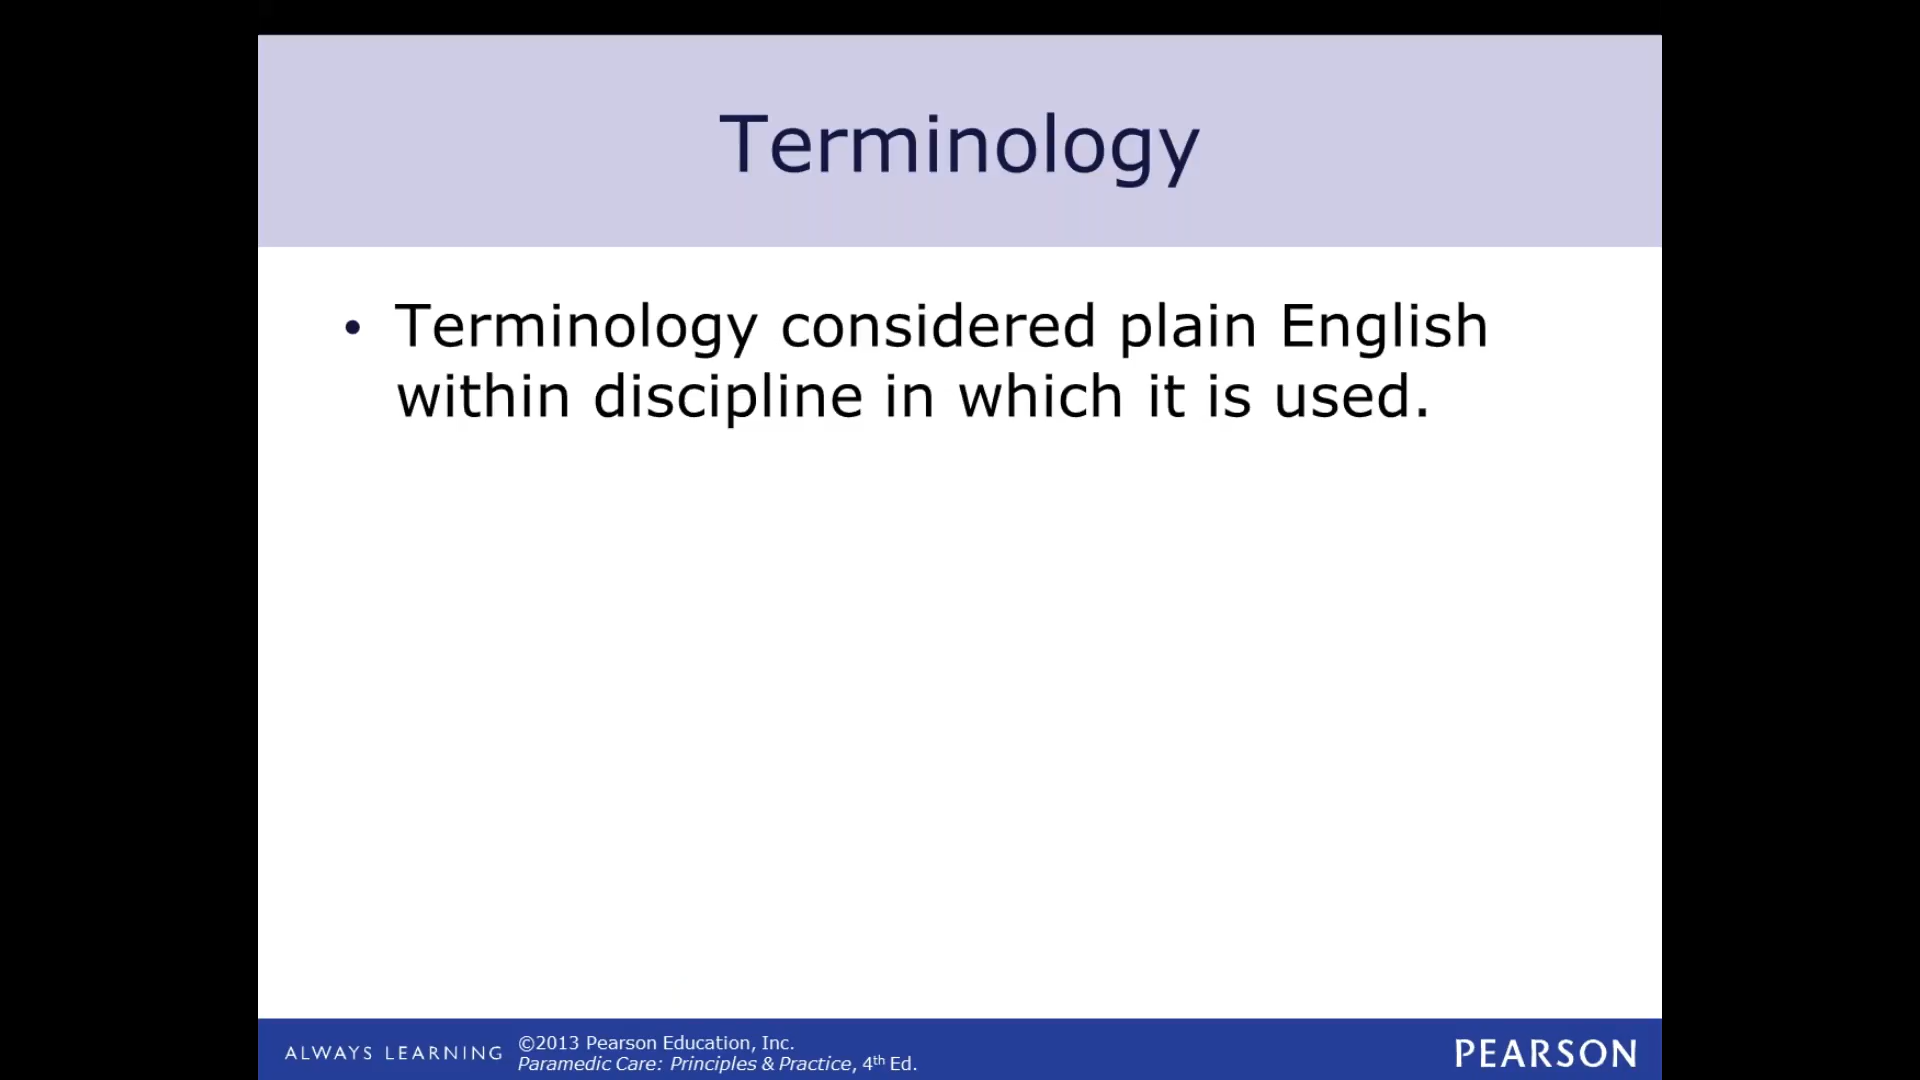 Terminology
• Terminology considered plain English
within discipline in which it is used.
ALWAYS LEARNING
©2013 Pearson Education, Inc.
Paramedic Care: Principles & Practice, 4th Ed.
PEARSON